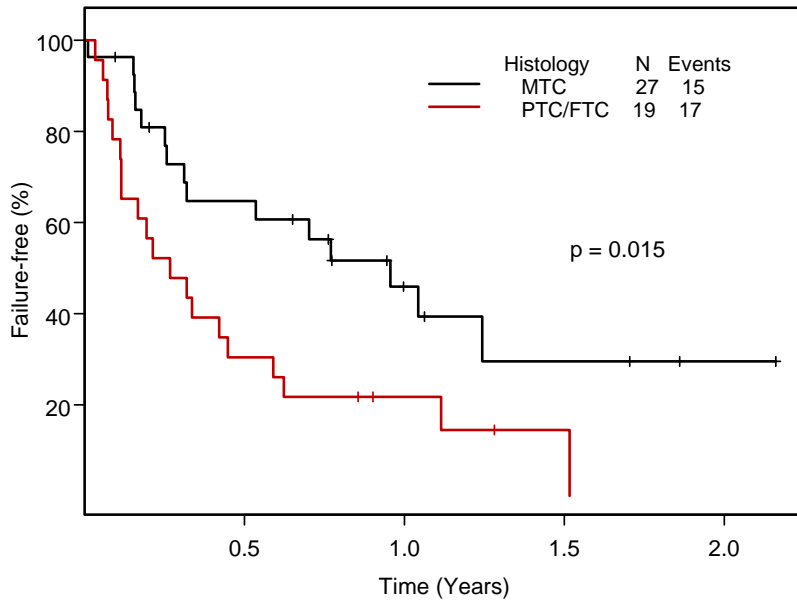 Histology N Events
MTC 27 15
PTC/FTC 19 17
p = 0.015
Failure-free (%)
100
80
60
40
20
0.5 1.0 1.5 2.0
Time (Years)